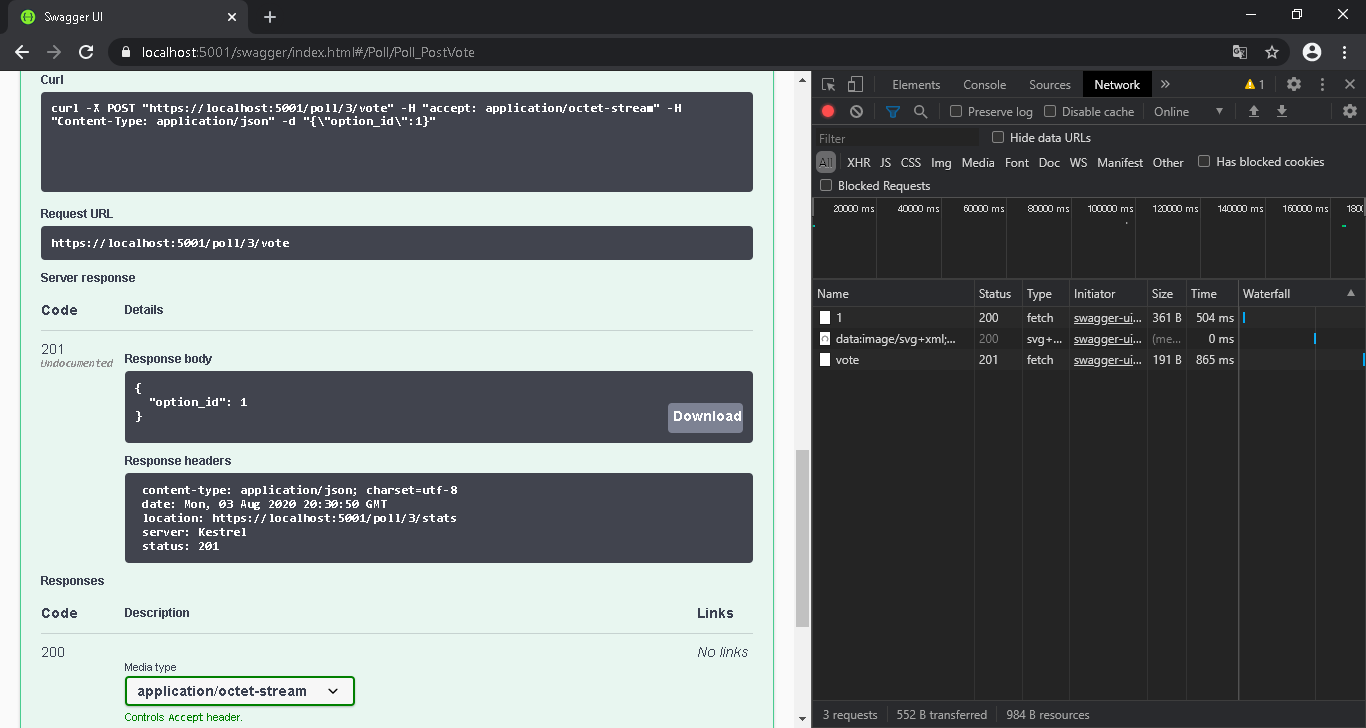 Swagger UI
localhost:5001/swagger/index.html#/Poll/Poll_PostVote
Curl
curl -X POST "https://localhost:5001/poll/3/vote" -H "accept: application/octet-stream" -H
"Content-Type: application/json" -d "{\"option_id\":1}"
Request URL
https://localhost:5001/poll/3/vote
Server response
Code Details
201
Undocumented
Response body
{
"option_id": 1
}
Download
Response headers
content-type: application/json; charset=utf-8
date: Mon, 03 Aug 2020 20:30:50 GMT
location: https://localhost:5001/poll/3/stats
server: Kestrel
status: 201
Responses
Code Description Links
200 No links
Media type
application/octet-stream
Controls Accept header.
Elements Console Sources Network » 1
Preserve log Disable cache Online
Filter Hide data URLs
All XHR JS CSS Img Media Font Doc WS Manifest Other Has blocked cookies
Blocked Requests
20000 ms 40000 ms 60000 ms 80000 ms 100000 ms 120000 ms 140000 ms 160000 ms 1800
Name Status Type Initiator Size Time Waterfall
1 200 fetch swagger-ui... 361 B 504 ms
data:image/svg+xml;... 200 svg+... swagger-ui... (me... 0 ms
vote 201 fetch swagger-ui... 191 B 865 ms
3 requests 552 B transferred 984 B resources